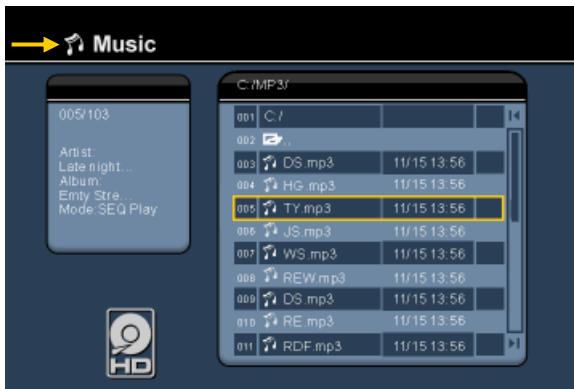 Music
005/103
Artist:
Late night...
Album:
Emty Stre...
Mode:SEQ Play
C:/MP3/
001 C:/
002 ..
003 DS.mp3 11/15 13:56
004 HG.mp3 11/15 13:56
005 TY.mp3 11/15 13:56
006 JS.mp3 11/15 13:56
007 WS.mp3 11/15 13:56
008 REW.mp3 11/15 13:56
009 DS.mp3 11/15 13:56
010 RE.mp3 11/15 13:56
011 RDF.mp3 11/15 13:56
HD